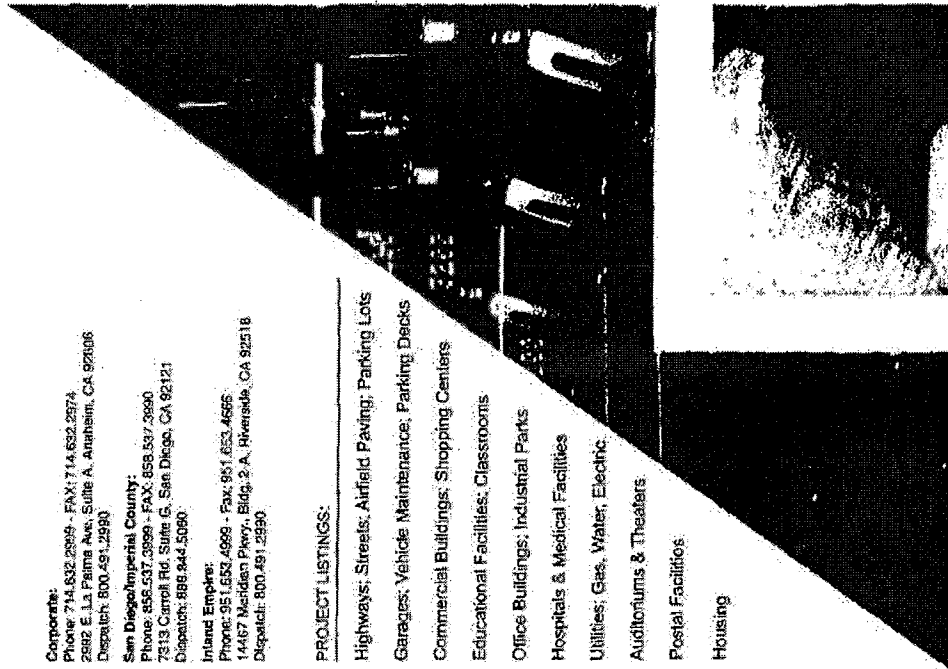 Corporate:
Phone: 714.632.2999 - FAX: 714.632.2974
2992 E. La Palma Ave, Suite A, Anaheim, CA 92806
Dispatch: 800.491.2990
San Diego/Imperial County:
Phone: 858.537.3999 - FAX: 858.537.3990
7313 Carroll Rd. Suite G, San Diego, CA 92121
Dispatch: 888.844.5060
Inland Empire:
Phone: 951.653.4999 - Fax: 951.653.4666
14467 Meridian Pkwy, Bldg. 2-A, Riverside, CA 92518
Dispatch: 800.491.2990
PROJECT LISTINGS:
Highways; Streets; Airfield Paving; Parking Lots
Garages; Vehicle Maintenance; Parking Decks
Commercial Buildings; Shopping Centers
Educational Facilities; Classrooms
Office Buildings; Industrial Parks
Hospitals & Medical Facilities
Utilities; Gas, Water, Electric
Auditoriums & Theaters
Postal Facilities
Housing